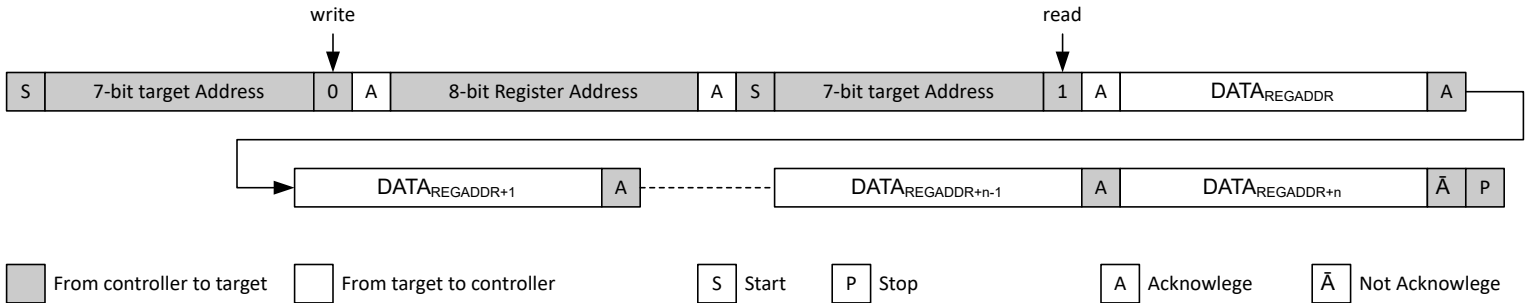 write read
S 7-bit target Address 0 A 8-bit Register Address A S 7-bit target Address 1 A DATAREGADDR A
DATAREGADDR+1 A DATAREGADDR+n-1 A DATAREGADDR+n Ā P
From controller to target From target to controller S Start P Stop A Acknowlege Ā Not Acknowlege